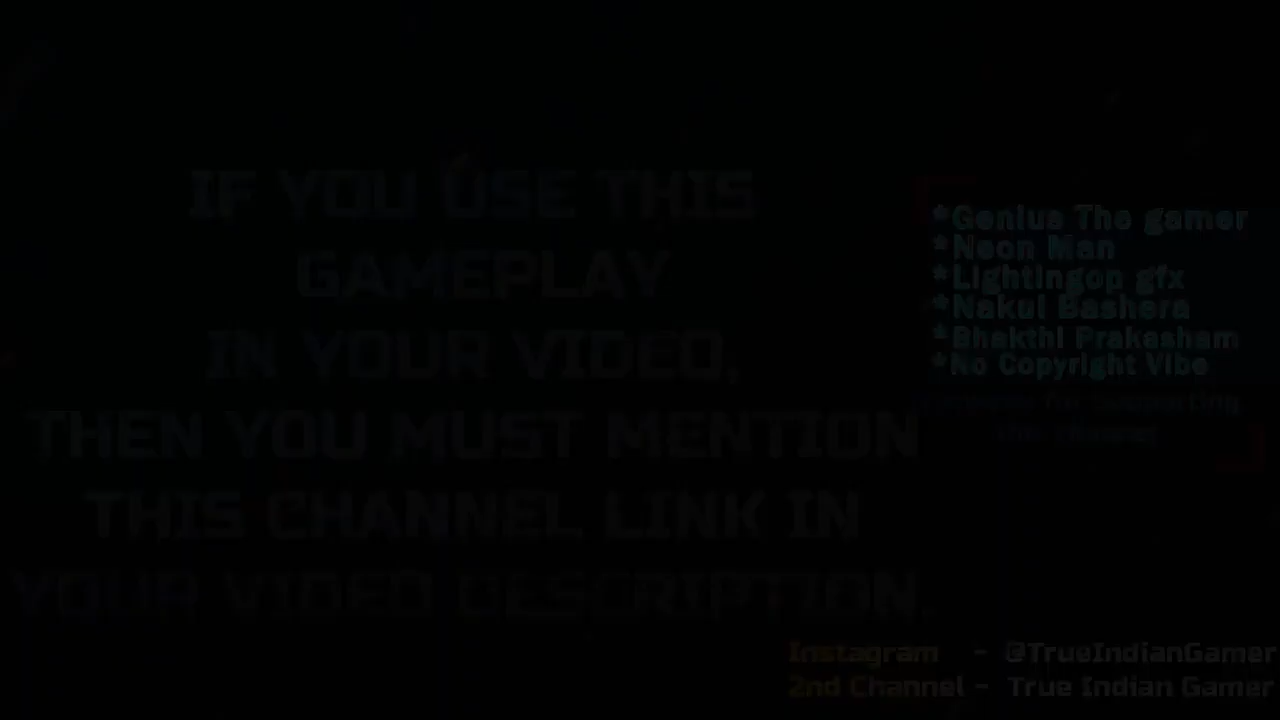 IF YOU USE THIS
GAMEPLAY
IN YOUR VIDEO,
THEN YOU MUST MENTION
THIS CHANNEL LINK IN
YOUR VIDEO DESCRIPTION.
*Genius The gamer
*Neon Man
*Lightingop gfx
*Nakul Bashera
*Bhakthi Prakasham
*No Copyright Vibe
for supporting
Instagram - @TrueIndianGamer
2nd Channel - True Indian Gamer